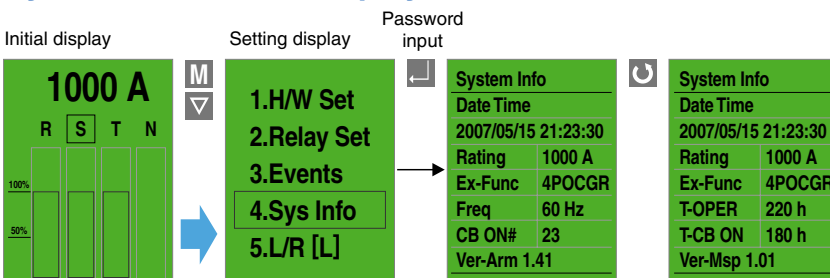 Initial display
1000 A
R S T N
100%
50%
M
Setting display
1.H/W Set
2.Relay Set
3.Events
4.Sys Info
5.L/R [L]
Password
input
System Info
Date Time
2007/05/15 21:23:30
Rating 1000 A
Ex-Func 4POCGR
Freq 60 Hz
CB ON# 23
Ver-Arm 1.41
System Info
Date Time
2007/05/15 21:23:30
Rating 1000 A
Ex-Func 4POCGR
T-OPER 220 h
T-CB ON 180 h
Ver-Msp 1.01